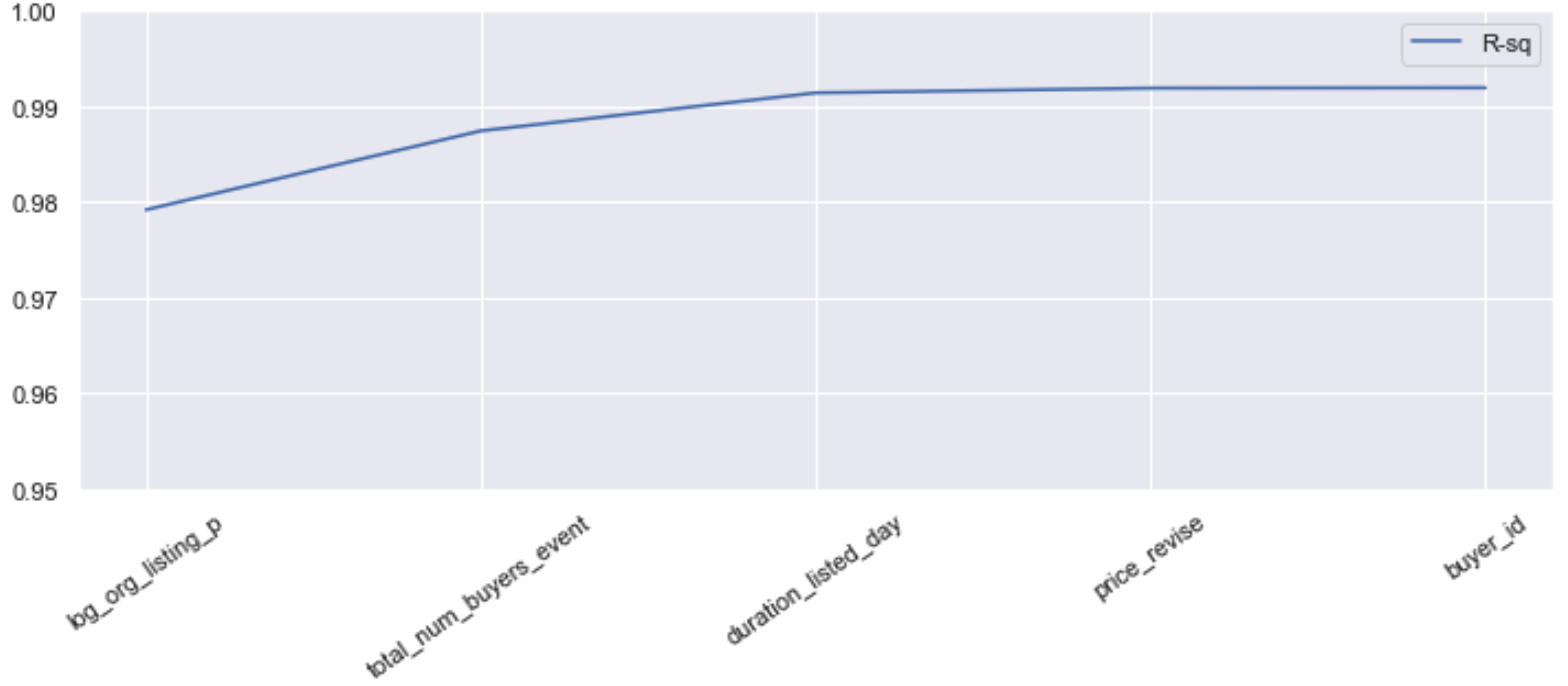 1.00
R-sq
0.99
0.98
0.97
0.96
0.95
log_org_listing_p
total_num_buyers_event
duration_listed_day
price_revise
buyer_id